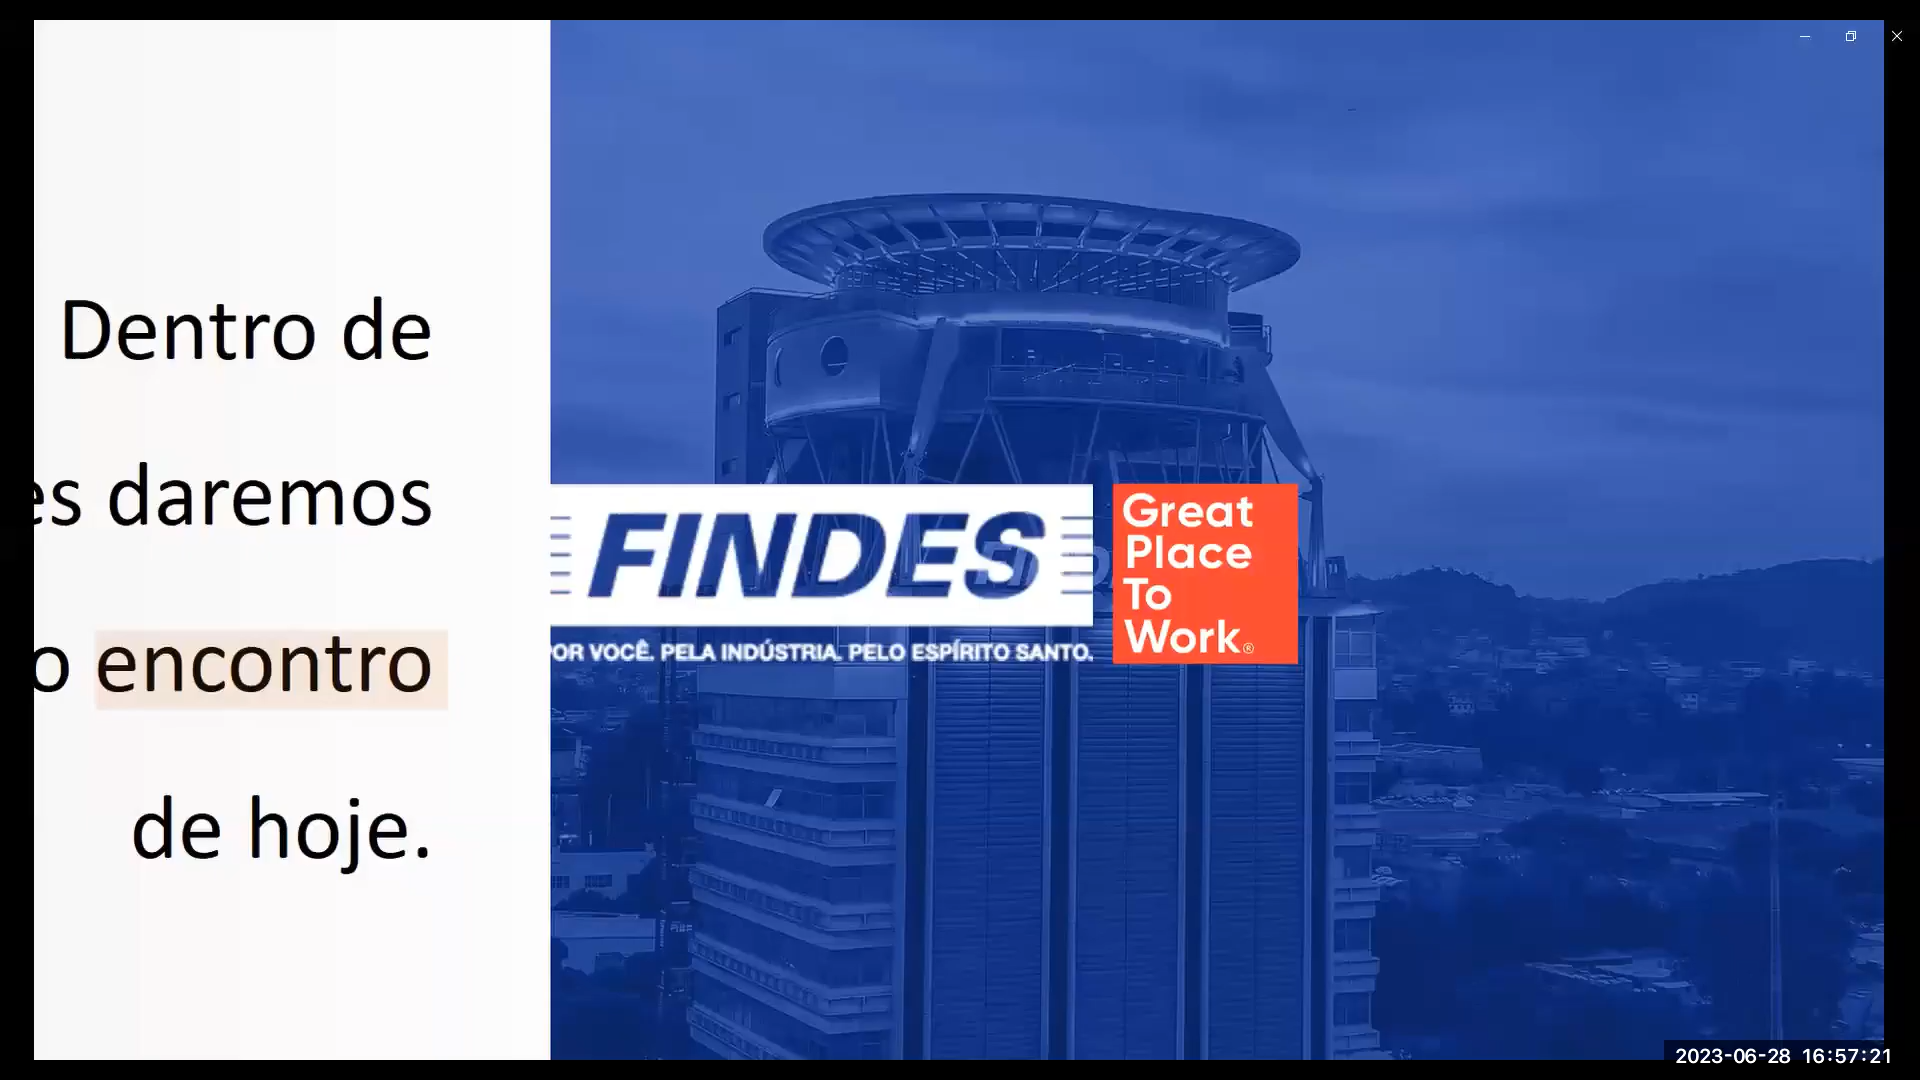 Dentro de
es daremos
o encontro
de hoje.
FINDES
OR VOCÊ. PELA INDÚSTRIA. PELO ESPÍRITO SANTO.
Great
Place
To
Work®
2023-06-28 16:57:21